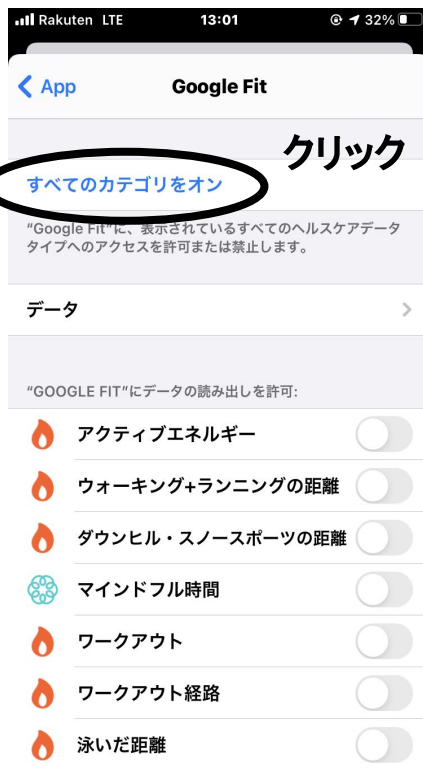 Rakuten LTE 13:01 32%
App Google Fit
クリック
すべてのカテゴリをオン
“Google Fit”に、表示されているすべてのヘルスケアデータ
タイプへのアクセスを許可または禁止します。
データ
“GOOGLE FIT”にデータの読み出しを許可:
アクティブエネルギー
ウォーキング+ランニングの距離
ダウンヒル・スノースポーツの距離
マインドフル時間
ワークアウト
ワークアウト経路
泳いだ距離